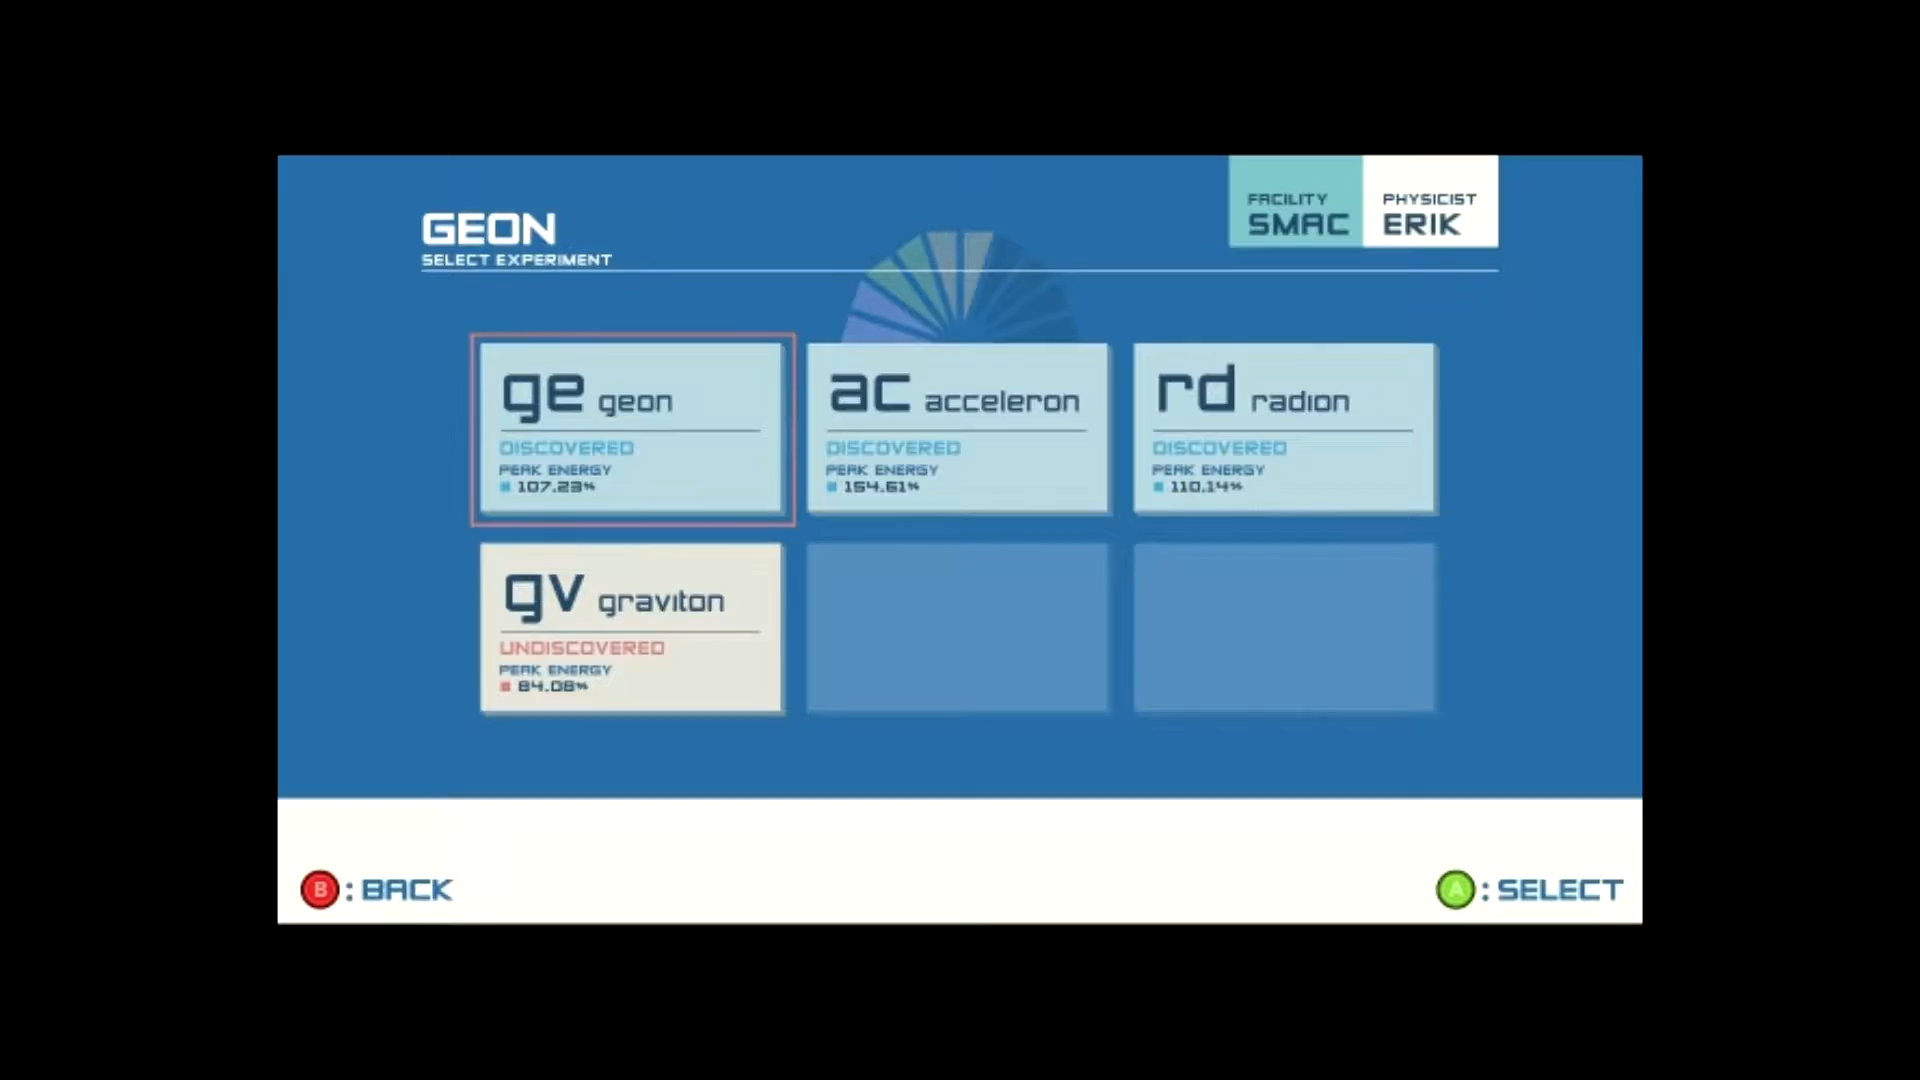 GEON
SELECT EXPERIMENT
FACILITY
SMAC
PHYSICIST
ERIK
ge geon
DISCOVERED
PEAK ENERGY
107.23%
ac acceleron
DISCOVERED
PEAK ENERGY
154.61%
rd radion
DISCOVERED
PEAK ENERGY
110.14%
gv graviton
UNDISCOVERED
PEAK ENERGY
84.08%
B : BACK
A : SELECT